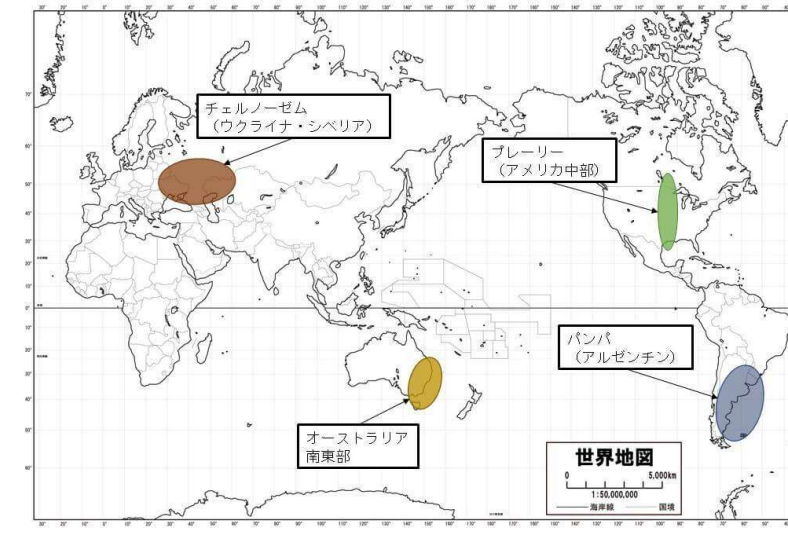 チェルノーゼム
（ウクライナ・シベリア）
プレーリー
（アメリカ中部）
パンパ
（アルゼンチン）
オーストラリア
南東部
世界地図
0 5,000km
1:50,000,000
海岸線 国境